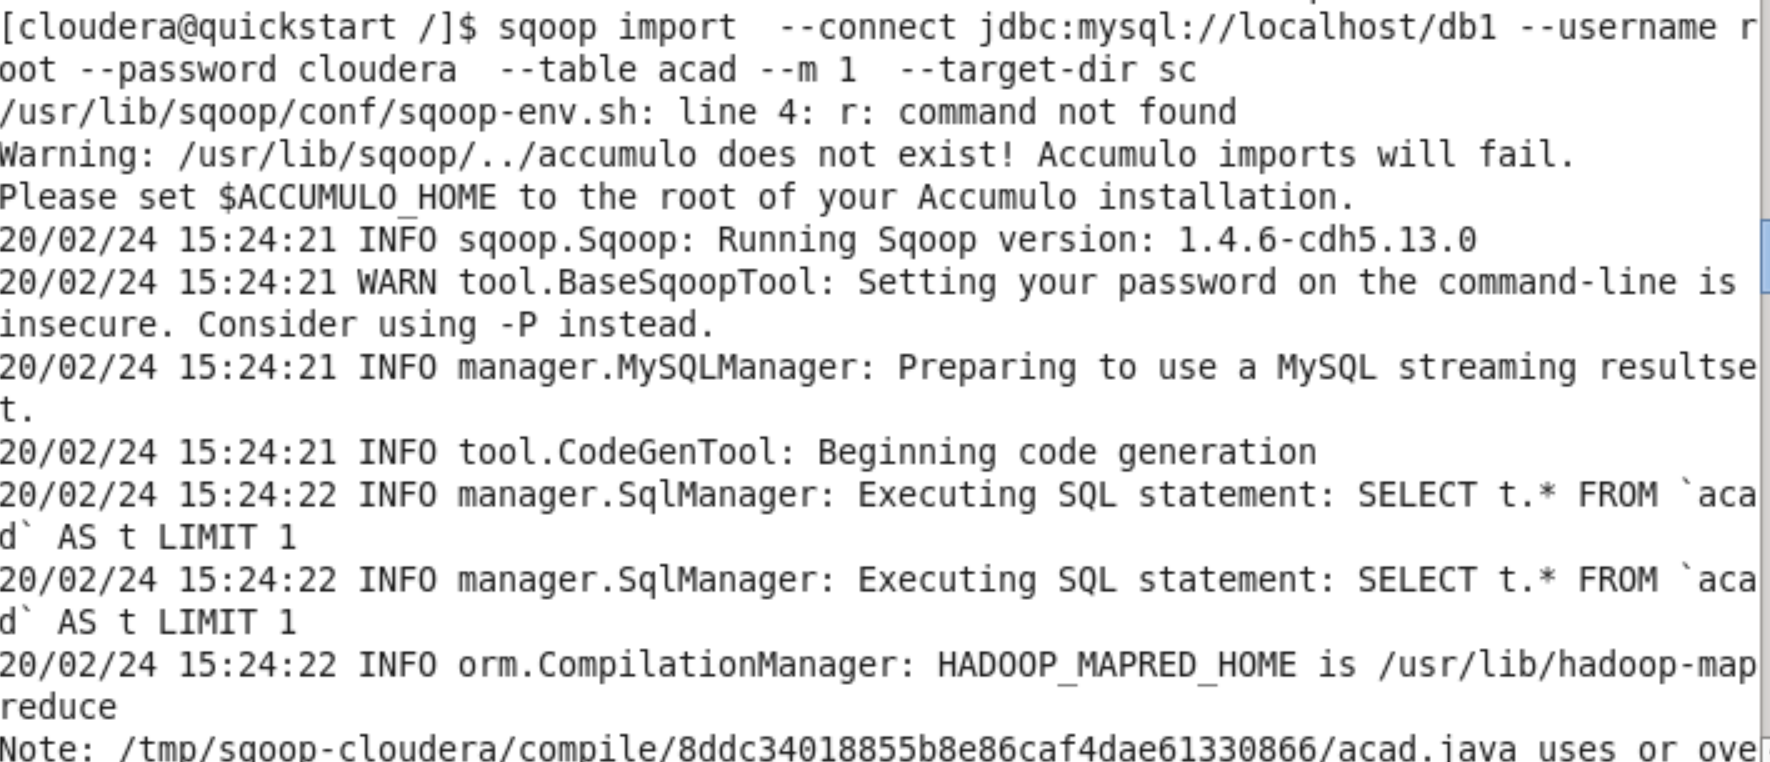 [cloudera@quickstart /]$ sqoop import  --connect jdbc:mysql://localhost/db1 --username r
oot --password cloudera  --table acad --m 1  --target-dir sc
/usr/lib/sqoop/conf/sqoop-env.sh: line 4: r: command not found
Warning: /usr/lib/sqoop/../accumulo does not exist! Accumulo imports will fail.
Please set $ACCUMULO_HOME to the root of your Accumulo installation.
20/02/24 15:24:21 INFO sqoop.Sqoop: Running Sqoop version: 1.4.6-cdh5.13.0
20/02/24 15:24:21 WARN tool.BaseSqoopTool: Setting your password on the command-line is
insecure. Consider using -P instead.
20/02/24 15:24:21 INFO manager.MySQLManager: Preparing to use a MySQL streaming resultse
t.
20/02/24 15:24:21 INFO tool.CodeGenTool: Beginning code generation
20/02/24 15:24:22 INFO manager.SqlManager: Executing SQL statement: SELECT t.* FROM `aca
d` AS t LIMIT 1
20/02/24 15:24:22 INFO manager.SqlManager: Executing SQL statement: SELECT t.* FROM `aca
d` AS t LIMIT 1
20/02/24 15:24:22 INFO orm.CompilationManager: HADOOP_MAPRED_HOME is /usr/lib/hadoop-map
reduce
Note: /tmp/sqoop-cloudera/compile/8ddc34018855b8e86caf4dae61330866/acad.java uses or ove